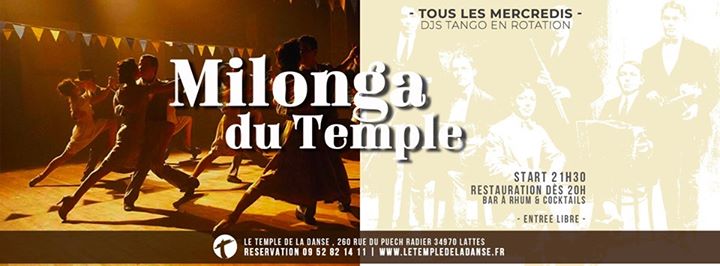 - TOUS LES MERCREDIS -
DJS TANGO EN ROTATION
Milonga
du Temple
START 21H30
RESTAURATION DÈS 20H
BAR À RHUM & COCKTAILS
- ENTREE LIBRE -
LE TEMPLE DE LA DANSE , 260 RUE DU PUECH RADIER 34970 LATTES
RESERVATION 09 52 82 14 11 | WWW.LETEMPLEDELADANSE.FR